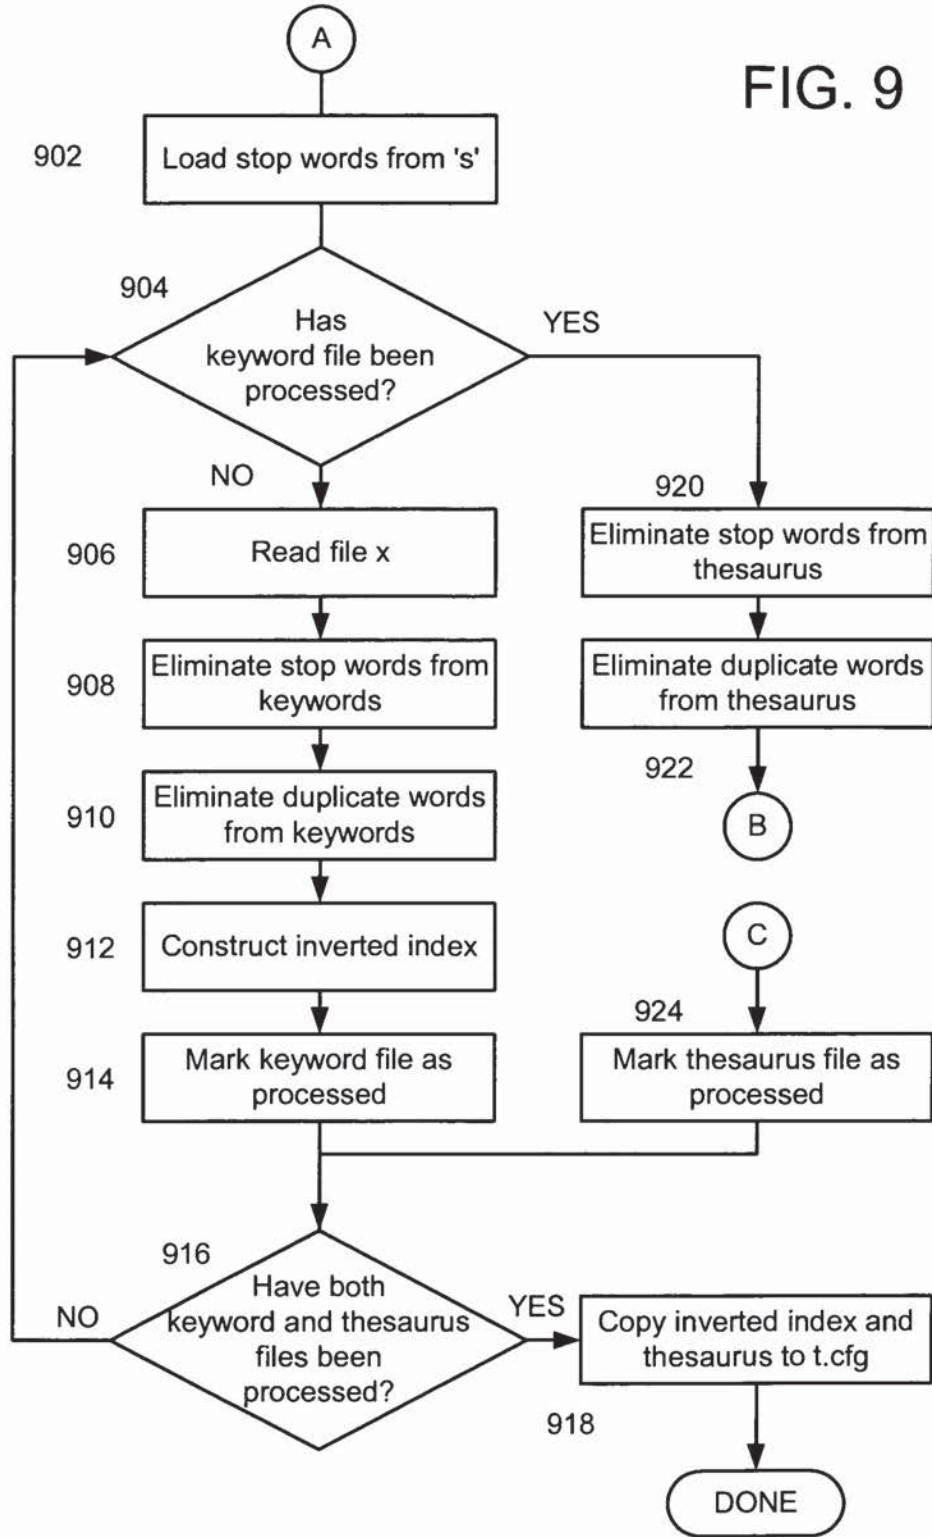 A
FIG. 9
902
Load stop words from 's'
904
Has
keyword file been
processed?
YES
NO
920
906
Read file x
Eliminate stop words from
thesaurus
908
Eliminate stop words from
keywords
Eliminate duplicate words
from thesaurus
922
910
Eliminate duplicate words
from keywords
B
912
Construct inverted index
C
924
914
Mark keyword file as
processed
Mark thesaurus file as
processed
916
Have both
keyword and thesaurus
files been
processed?
NO
YES
Copy inverted index and
thesaurus to t.cfg
918
DONE